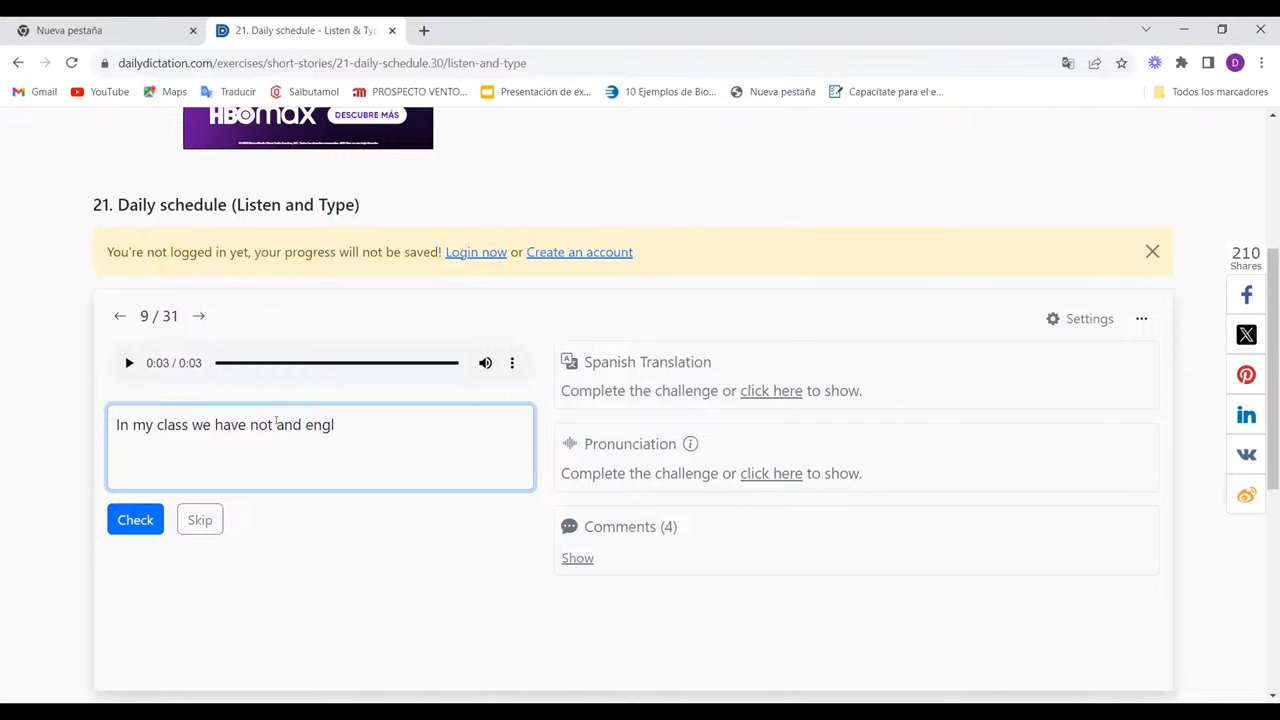 Nueva pestaña
21. Daily schedule - Listen & Typ
dailydictation.com/exercises/short-stories/21-daily-schedule.30/listen-and-type
D
Gmail
YouTube
Maps
Traducir
Salbutamol
PROSPECTO VENTO...
Presentación de ex...
10 Ejemplos de Bio...
Nueva pestaña
Capacítate para el e...
Todos los marcadores
HBOMAX
DESCUBRE MÁS
21. Daily schedule (Listen and Type)
You're not logged in yet, your progress will not be saved! Login now or Create an account
210
Shares
9 / 31
Settings
0:03 / 0:03
Spanish Translation
Complete the challenge or click here to show.
In my class we have not and engl
Pronunciation
Complete the challenge or click here to show.
Check
Skip
Comments (4)
Show